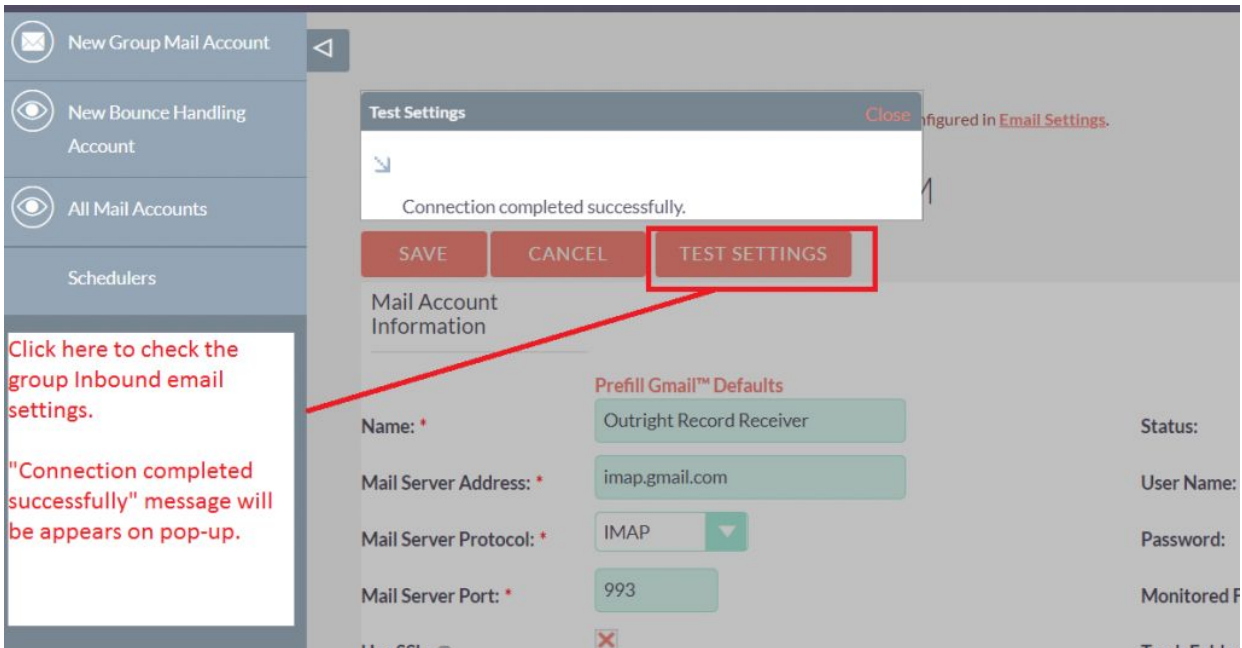 New Group Mail Account
New Bounce Handling
Account
All Mail Accounts
Schedulers
Click here to check the
group Inbound email
settings.
"Connection completed
successfully" message will
be appears on pop-up.
Test Settings
Close
Email Settings.
Connection completed successfully.
SAVE
CANCEL
TEST SETTINGS
Mail Account
Information
Prefill Gmail™ Defaults
Name: *
Outright Record Receiver
Status:
Mail Server Address: *
imap.gmail.com
User Name:
Mail Server Protocol: *
IMAP
Password:
Mail Server Port: *
993
Monitored F